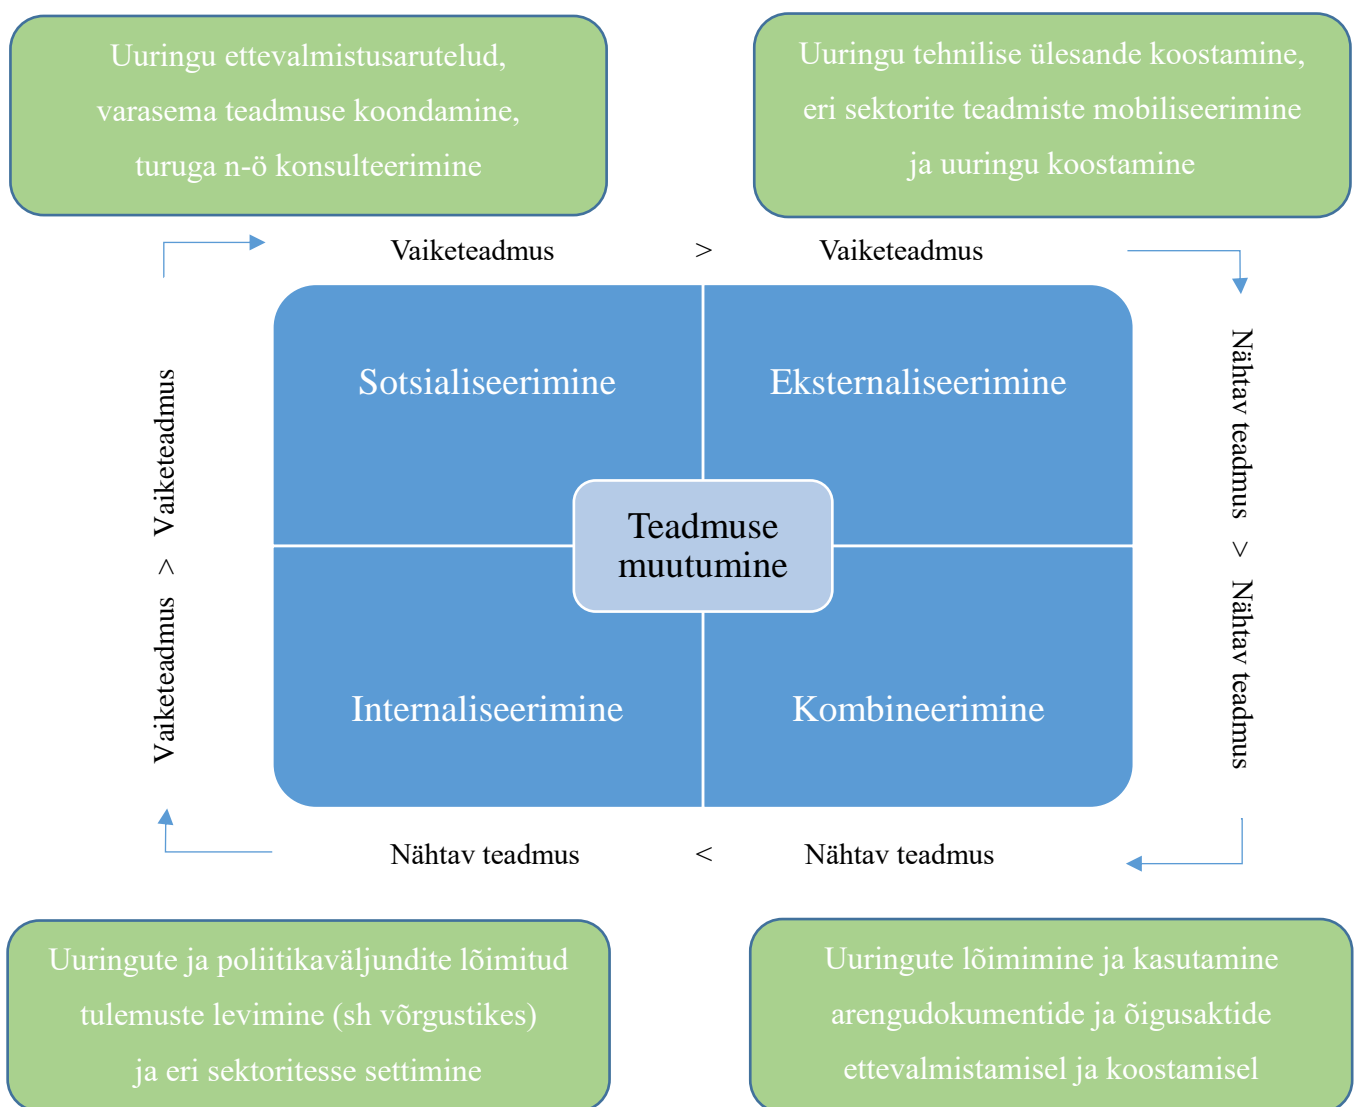 Uuringu ettevalmistusarutelud,
varasema teadmuse koondamine,
turuga n-ö konsulteerimine
Uuringu tehnilise ülesande koostamine,
eri sektorite teadmiste mobiliseerimine
ja uuringu koostamine
Vaiketeadmus > Vaiketeadmus
Vaiketeadmus > Vaiketeadmus
Sotsialiseerimine
Eksternaliseerimine
Nähtav teadmus > Nähtav teadmus
Teadmuse
muutumine
Internaliseerimine
Kombineerimine
Nähtav teadmus < Nähtav teadmus
Uuringute ja poliitikaväljundite lõimitud
tulemuste levimine (sh võrgustikes)
ja eri sektoritesse settimine
Uuringute lõimimine ja kasutamine
arengudokumentide ja õigusaktide
ettevalmistamisel ja koostamisel